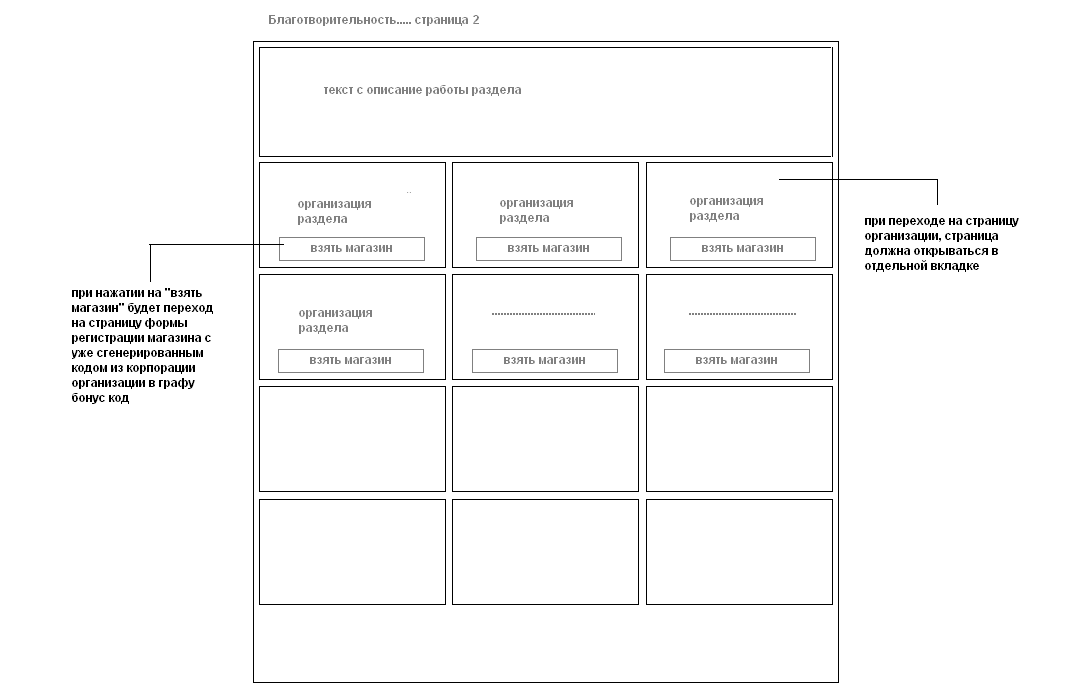 Благотворительность..... страница 2
текст с описание работы раздела
организация
раздела
взять магазин
организация
раздела
взять магазин
организация
раздела
взять магазин
при переходе на страницу
организации, страница
должна открываться в
отдельной вкладке
при нажатии на "взять
магазин" будет переход
на страницу формы
регистрации магазина с
уже сгенерированным
кодом из корпорации
организации в графу
бонус код
организация
раздела
взять магазин
взять магазин
взять магазин